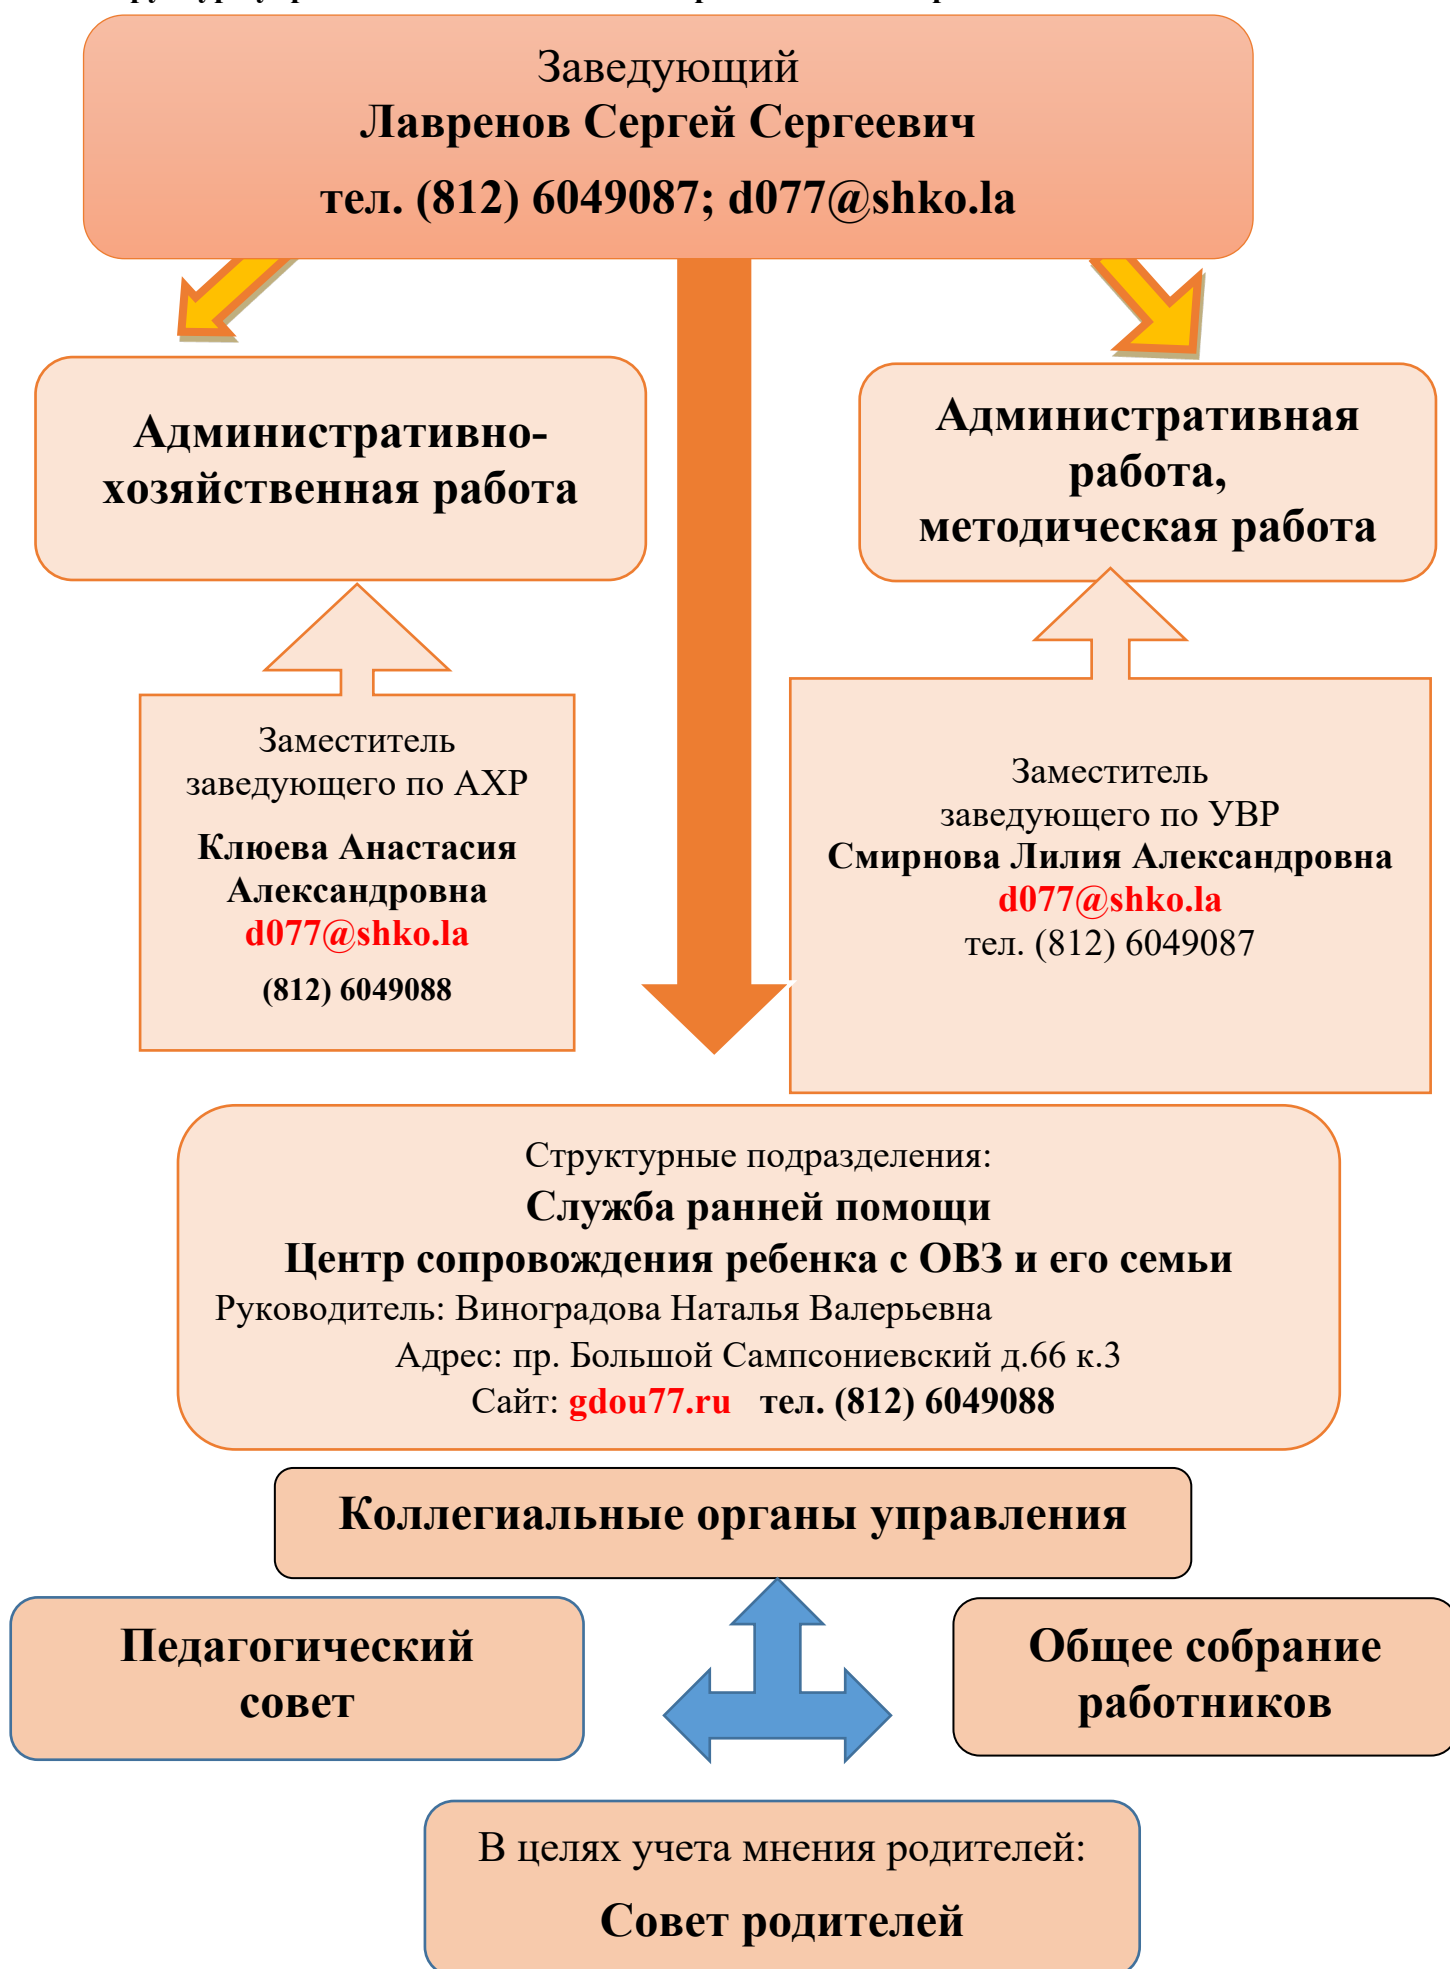 Заведующий
Лавренов Сергей Сергеевич
тел. (812) 6049087; d077@shko.la
Административно-
хозяйственная работа
Административная
работа,
методическая работа
Заместитель
заведующего по АХР
Клюева Анастасия
Александровна
d077@shko.la
(812) 6049088
Заместитель
заведующего по УВР
Смирнова Лилия Александровна
d077@shko.la
тел. (812) 6049087
Структурные подразделения:
Служба ранней помощи
Центр сопровождения ребенка с ОВЗ и его семьи
Руководитель: Виноградова Наталья Валерьевна
Адрес: пр. Большой Сампсониевский д.66 к.3
Сайт: gdou77.ru тел. (812) 6049088
Коллегиальные органы управления
Педагогический
совет
Общее собрание
работников
В целях учета мнения родителей:
Совет родителей